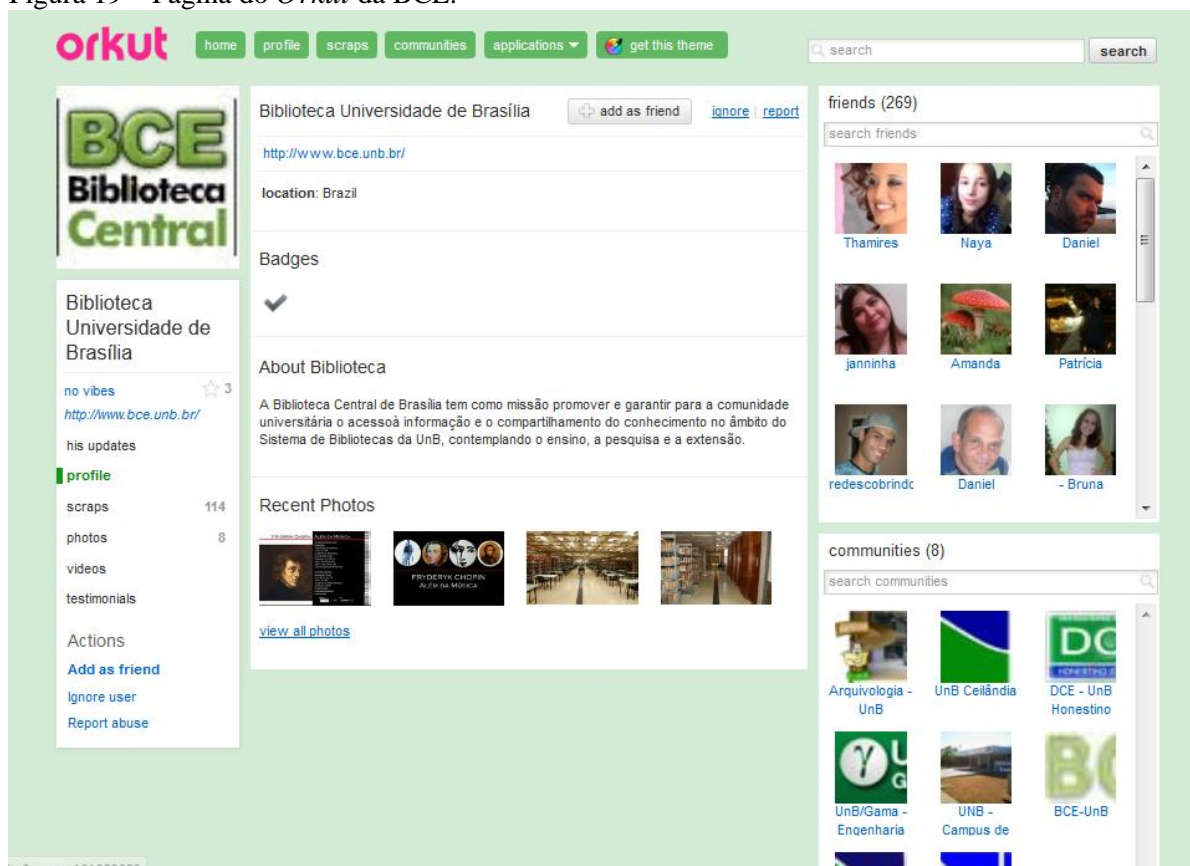 Figura 19 – Página do Orkut da BCE.
orkut
home
profile
scraps
communities
applications
get this theme
search
search
BCE
Biblioteca
Central
Biblioteca
Universidade de
Brasília
no vibes
3
http://www.bce.unb.br/
his updates
profile
scraps 114
photos 8
videos
testimonials
Actions
Add as friend
Ignore user
Report abuse
Biblioteca Universidade de Brasília
add as friend
ignore | report
http://www.bce.unb.br/
location: Brazil
Badges
About Biblioteca
A Biblioteca Central de Brasília tem como missão promover e garantir para a comunidade
universitária o acessoà informação e o compartilhamento do conhecimento no âmbito do
Sistema de Bibliotecas da UnB, contemplando o ensino, a pesquisa e a extensão.
Recent Photos
FRYDERYK CHOPIN
ALÉM DA MÚSICA
view all photos
friends (269)
search friends
Thamires
Naya
Daniel
janninha
Amanda
Patrícia
redescobrindo
Daniel
- Bruna
communities (8)
search communities
DC
Arquivologia -
UnB
UnB Ceilândia
DCE - UnB
Honestino
U
G
BC
UnB/Gama -
Engenharia
UNB -
Campus de
BCE-UnB